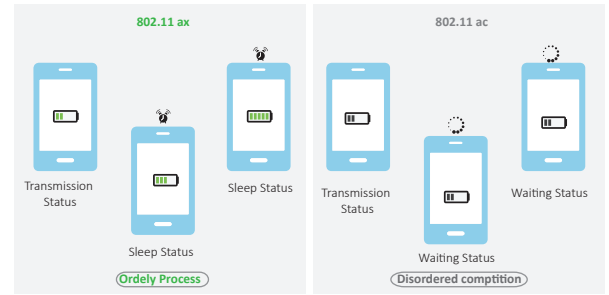 802.11 ax
Transmission
Status
Sleep Status
Sleep Status
Ordely Process
802.11 ac
Transmission
Status
Waiting Status
Waiting Status
Disordered comptition